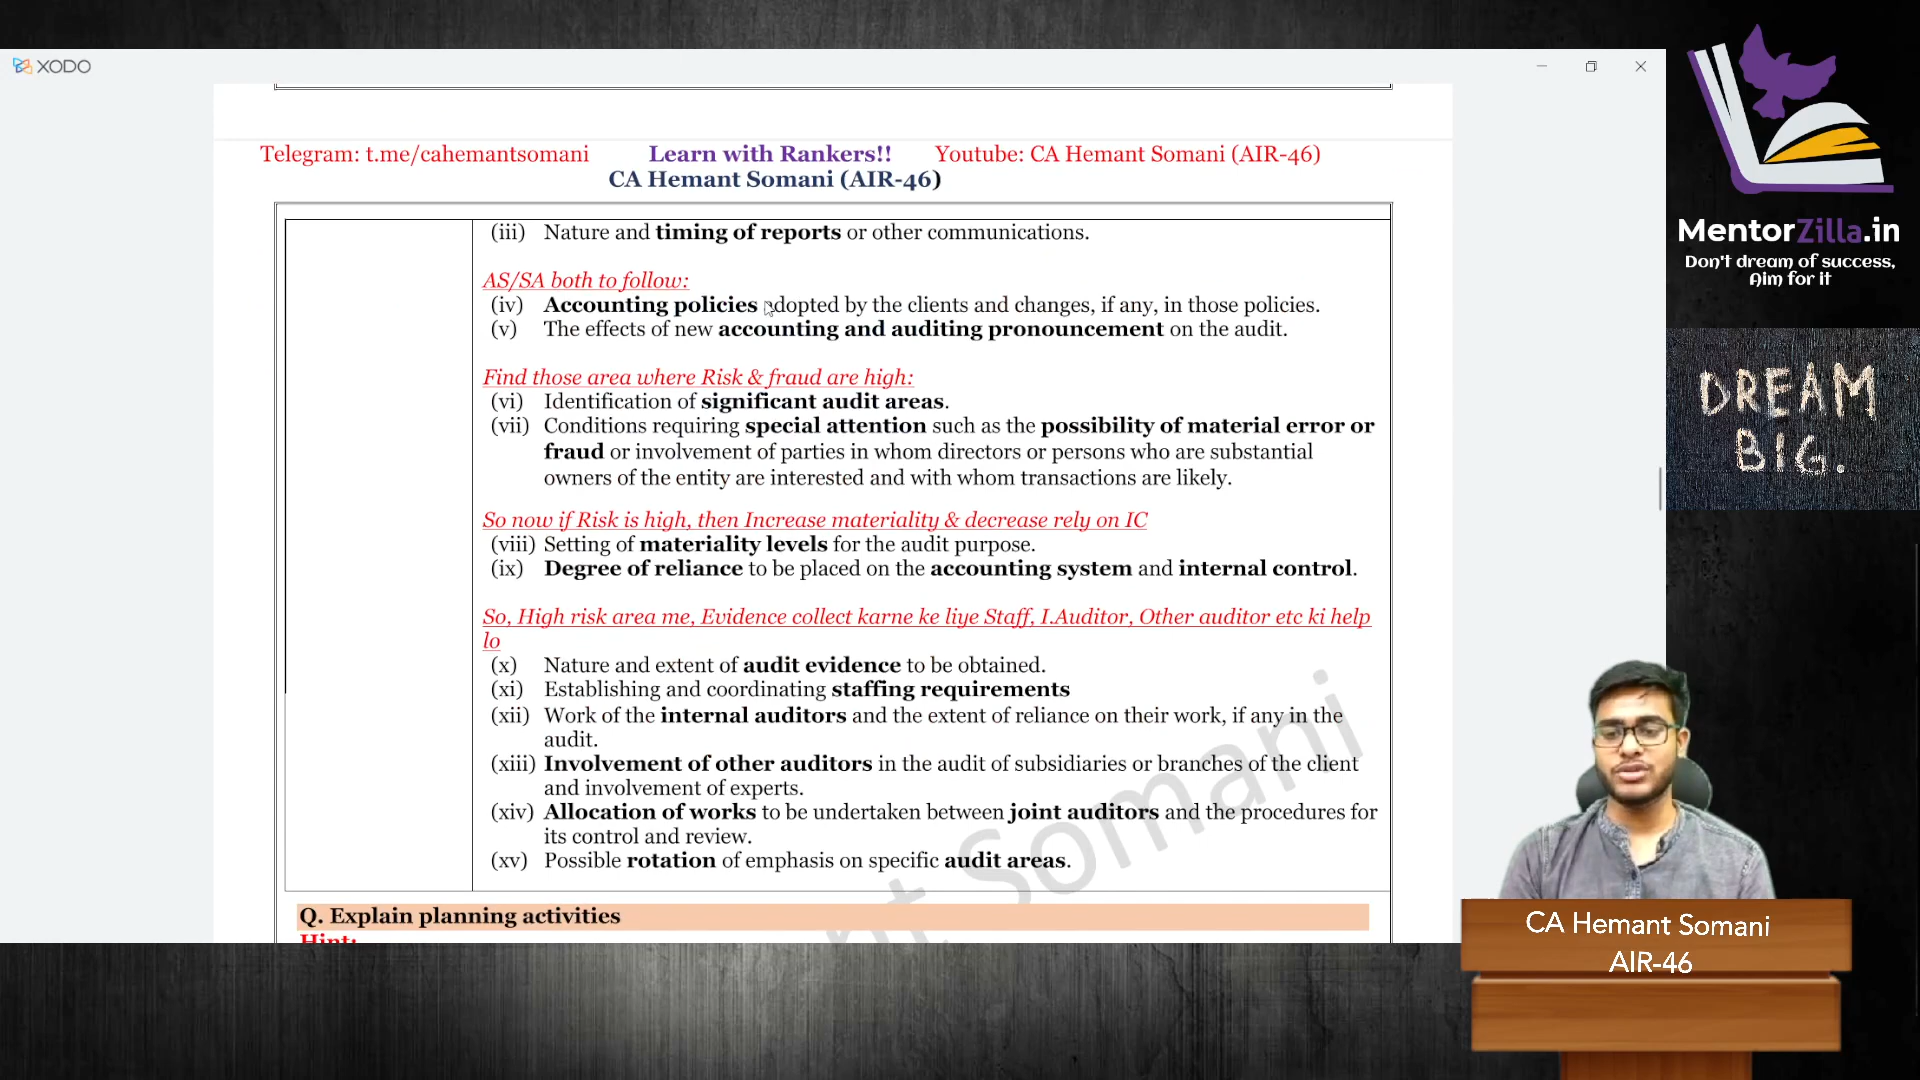 XODO
Telegram: t.me/cahemantsomani Learn with Rankers!! Youtube: CA Hemant Somani (AIR-46)
CA Hemant Somani (AIR-46)
(iii) Nature and timing of reports or other communications.
AS/SA both to follow:
(iv) Accounting policies adopted by the clients and changes, if any, in those policies.
(v) The effects of new accounting and auditing pronouncement on the audit.
Find those area where Risk & fraud are high:
(vi) Identification of significant audit areas.
(vii) Conditions requiring special attention such as the possibility of material error or
fraud or involvement of parties in whom directors or persons who are substantial
owners of the entity are interested and with whom transactions are likely.
So now if Risk is high, then Increase materiality & decrease rely on IC
(viii) Setting of materiality levels for the audit purpose.
(ix) Degree of reliance to be placed on the accounting system and internal control.
So, High risk area me, Evidence collect karne ke liye Staff, I.Auditor, Other auditor etc ki help
lo
(x) Nature and extent of audit evidence to be obtained.
(xi) Establishing and coordinating staffing requirements
(xii) Work of the internal auditors and the extent of reliance on their work, if any in the
audit.
(xiii) Involvement of other auditors in the audit of subsidiaries or branches of the client
and involvement of experts.
(xiv) Allocation of works to be undertaken between joint auditors and the procedures for
its control and review.
(xv) Possible rotation of emphasis on specific audit areas.
Q. Explain planning activities
Hint:
nt Somani
MentorZilla.in
Don't dream of success,
Aim for it
DREAM
BIG.
CA Hemant Somani
AIR-46